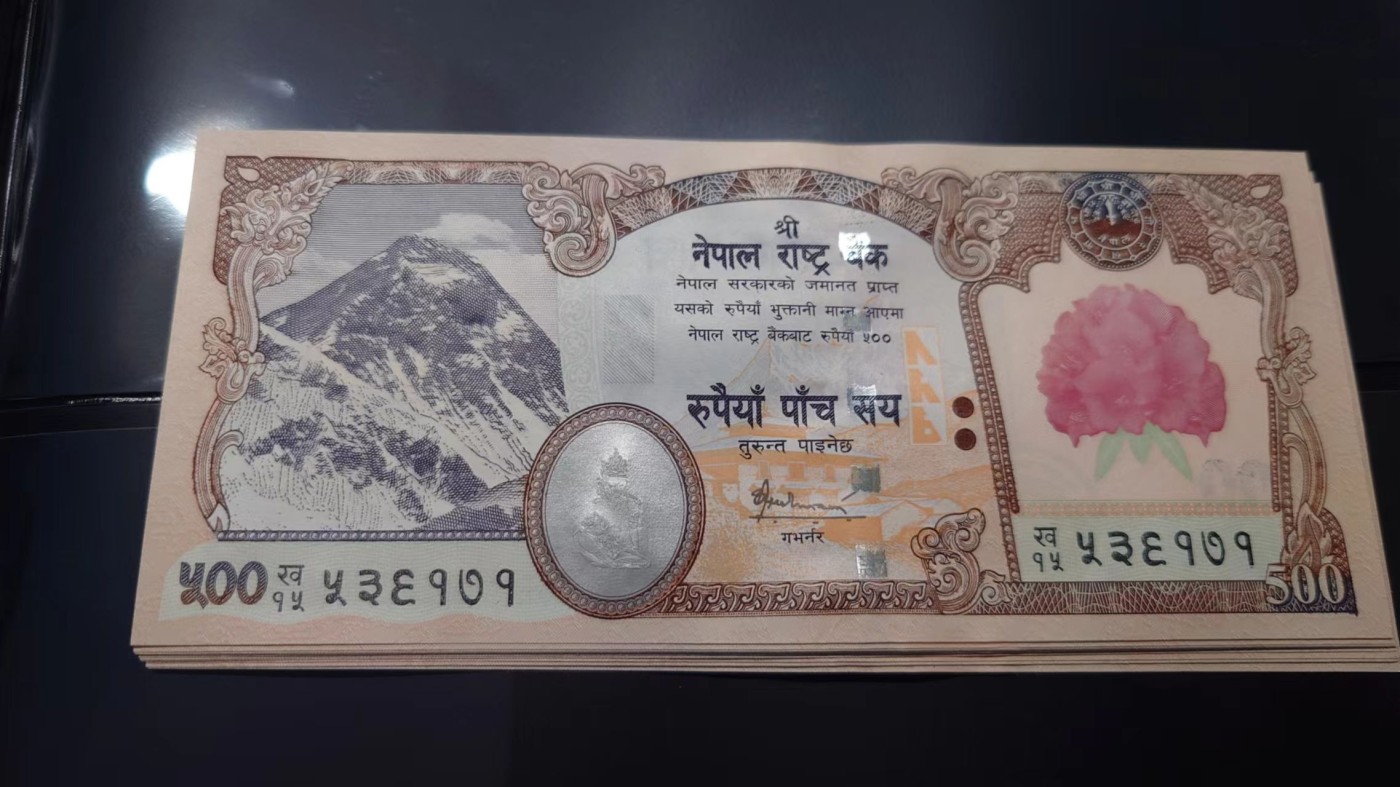 श्री
नेपाल राष्ट्र बैंक
नेपाल सरकारको जमानत प्राप्त
यसको रुपैयाँ भुक्तानी माग्न आएमा
नेपाल राष्ट्र बैंकबाट रुपैयाँ ५००
रुपैयाँ पाँच सय
तुरुन्त पाइनेछ
गभर्नर
५०० ख १५ ५३६१७१
ख १५ ५३६१७१
500